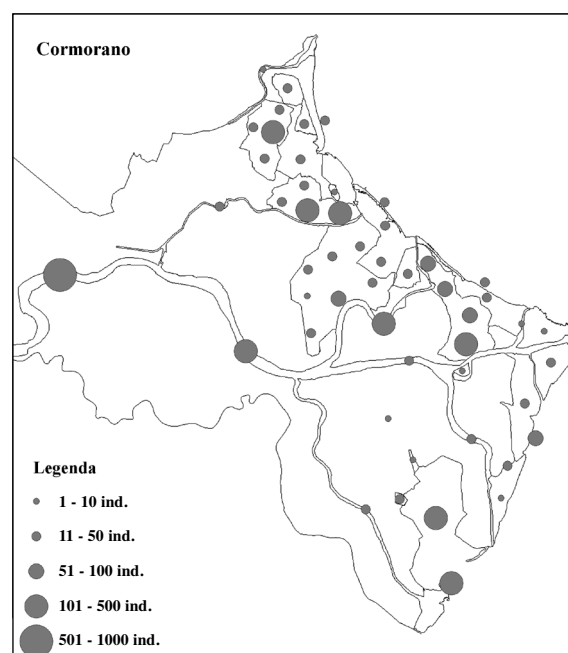 Cormorano
Legenda
1 - 10 ind.
11 - 50 ind.
51 - 100 ind.
101 - 500 ind.
501 - 1000 ind.